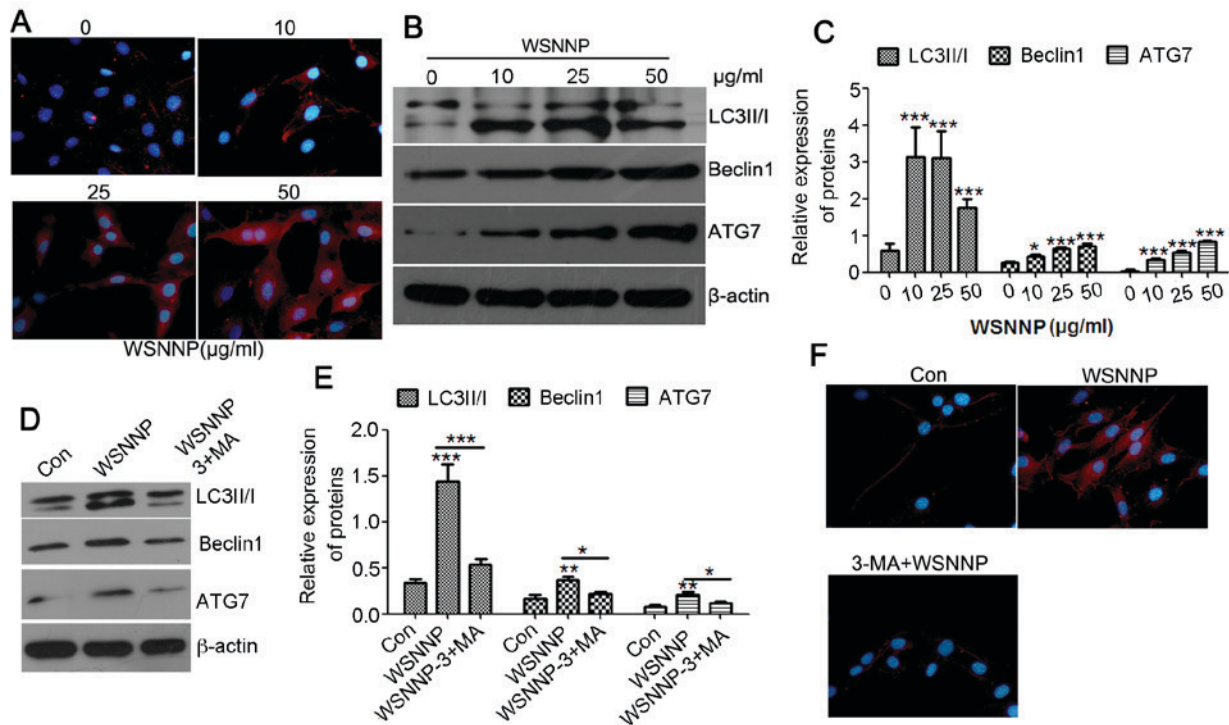 A
0 10
25 50
WSNNP(µg/ml)
B
WSNNP
0 10 25 50 µg/ml
LC3II/I
Beclin1
ATG7
β-actin
C
LC3II/I Beclin1 ATG7
Relative expression
of proteins
6
4
2
1
0
*** *** ***
* *** ***
*** *** ***
0 10 25 50 0 10 25 50 0 10 25 50
WSNNP (µg/ml)
D
Con WSNNP WSNNP
3+MA
LC3II/I
Beclin1
ATG7
β-actin
E
LC3II/I Beclin1 ATG7
Relative expression
of proteins
2.0
1.5
1.0
0.5
0.0
***
***
*
**
*
**
Con WSNNP WSNNP-3+MA Con WSNNP WSNNP-3+MA Con WSNNP WSNNP-3+MA
F
Con WSNNP
3-MA+WSNNP